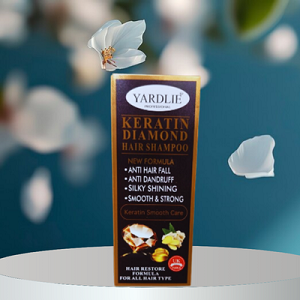 YARDLIE
PROFESSIONAL
KERATIN
DIAMOND
HAIR SHAMPOO
NEW FORMULA
• ANTI HAIR FALL
• ANTI DANDRUFF
• SILKY SHINING
• SMOOTH & STRONG
Keratin Smooth Care
HAIR RESTORE
FORMULA
FOR ALL HAIR TYPE
U.K